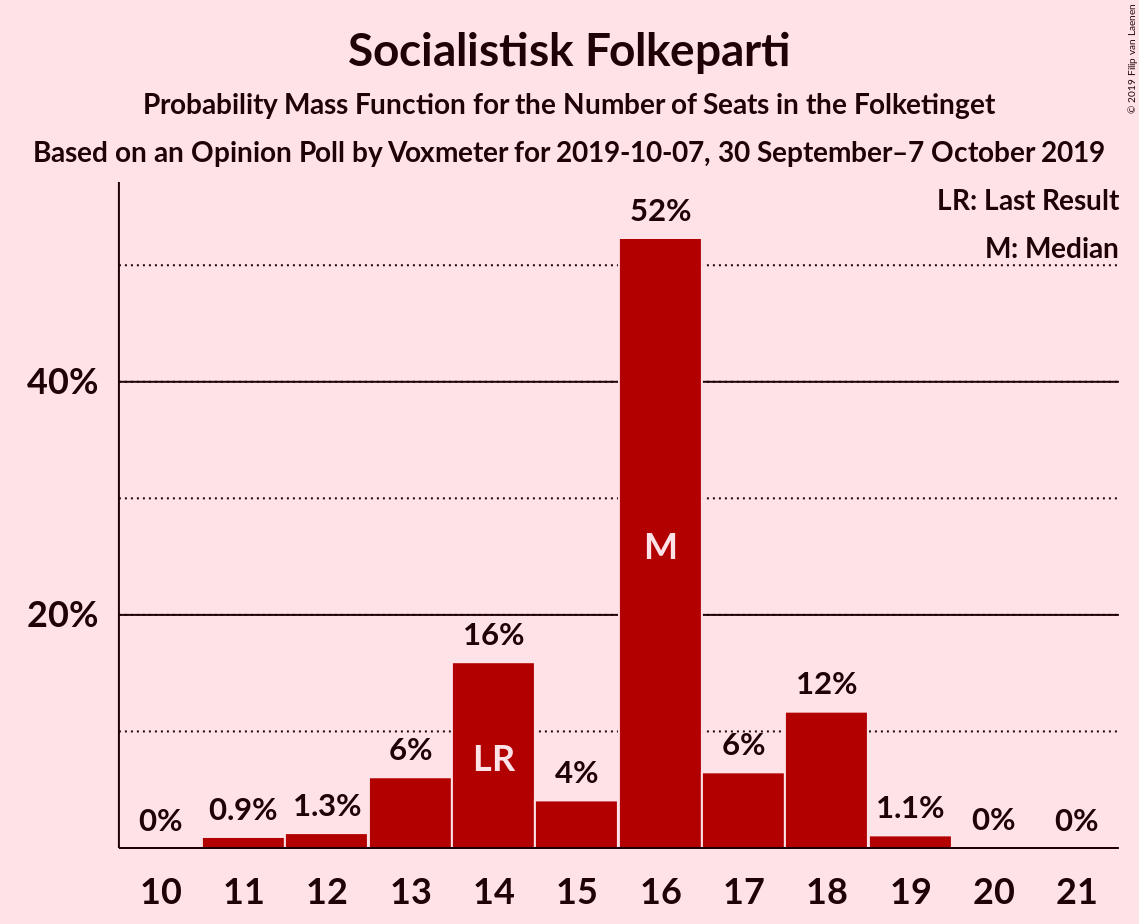 Socialistisk Folkeparti
Probability Mass Function for the Number of Seats in the Folketinget
Based on an Opinion Poll by Voxmeter for 2019-10-07, 30 September–7 October 2019
© 2019 Filip van Laenen
LR: Last Result
M: Median
52%
40%
M
20%
16%
12%
LR
6%
6%
4%
0%
0.9%
1.3%
1.1%
0%
0%
10 11 12 13 14 15 16 17 18 19 20 21